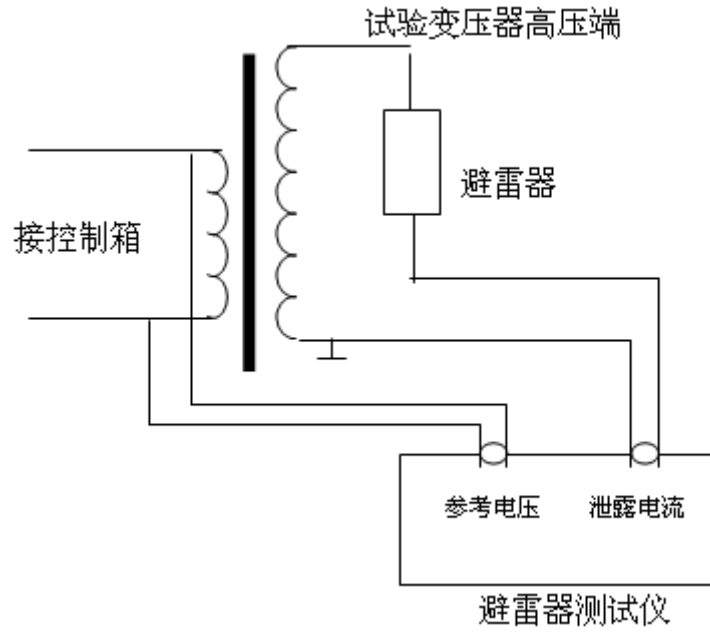 试验变压器高压端
避雷器
接控制箱
参考电压 泄露电流
避雷器测试仪